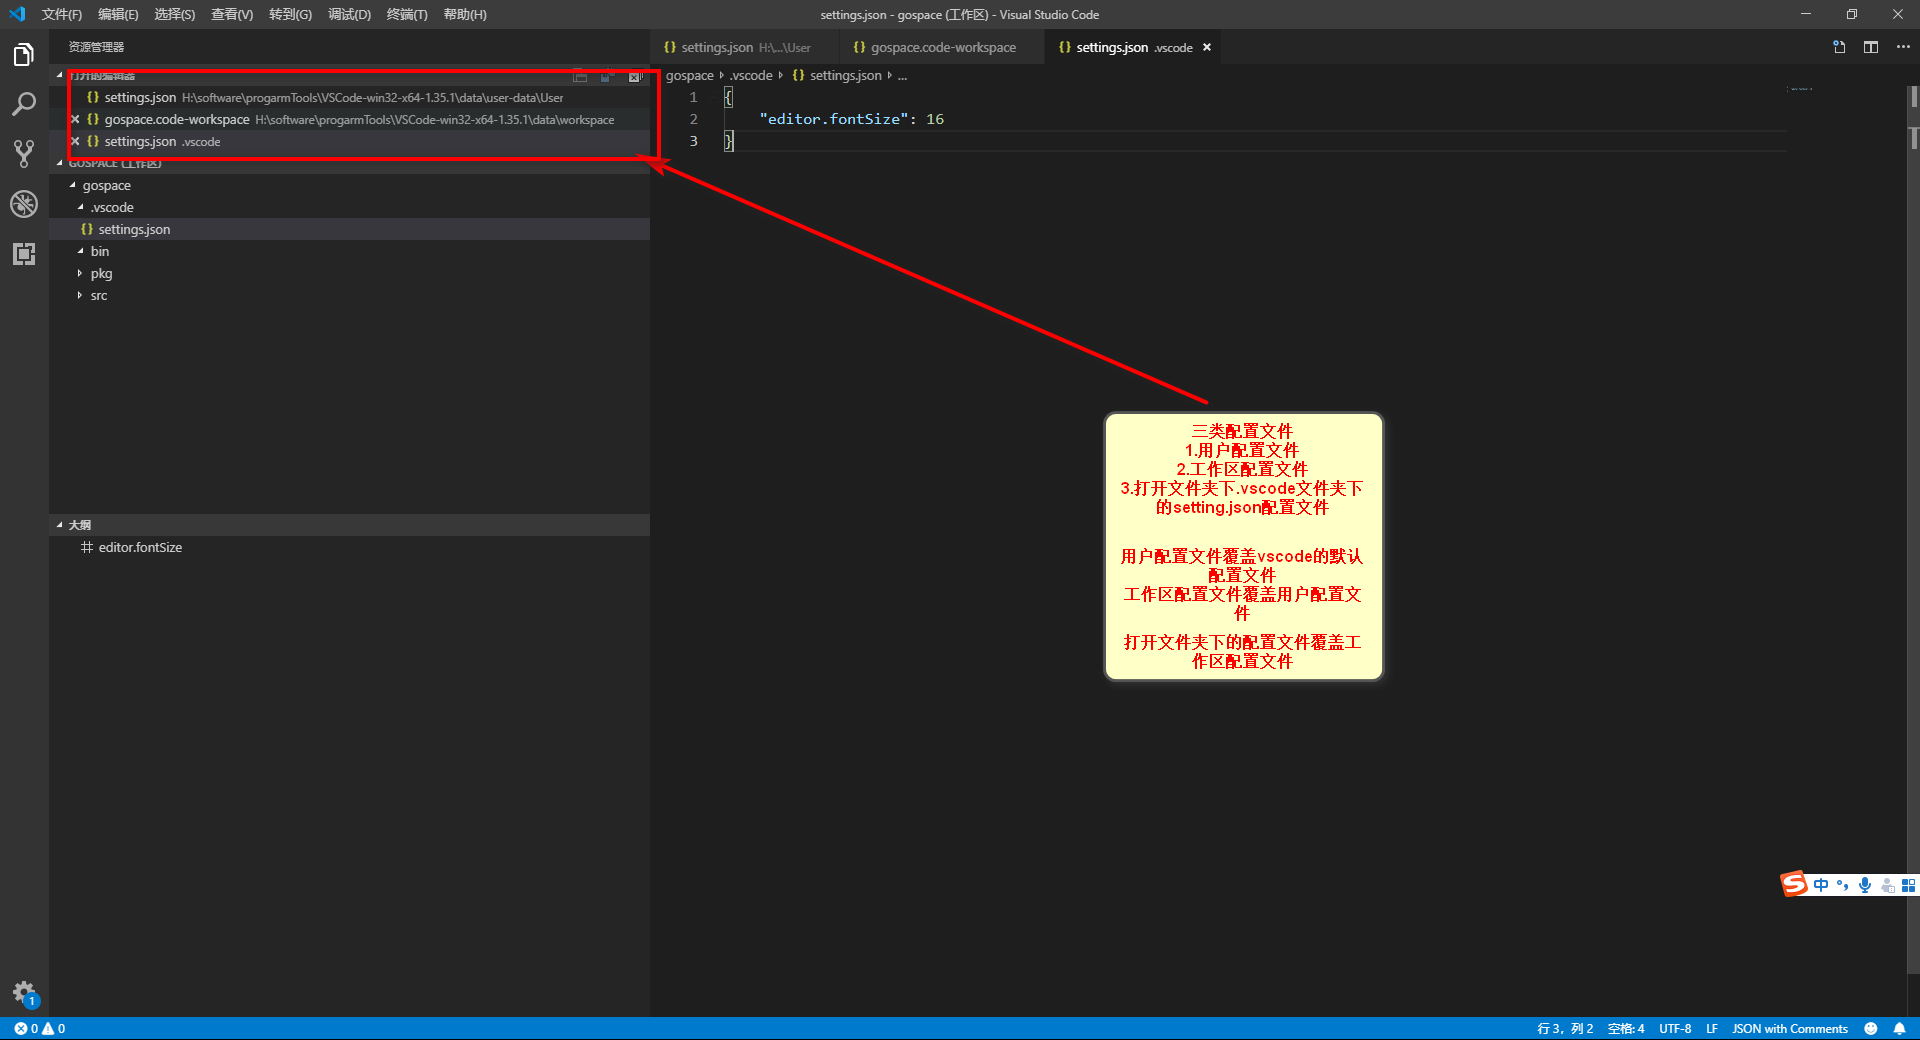 文件(F) 编辑(E) 选择(S) 查看(V) 转到(G) 调试(D) 终端(T) 帮助(H)
settings.json - gospace (工作区) - Visual Studio Code
资源管理器
打开的编辑器
settings.json H:\software\progarmTools\VSCode-win32-x64-1.35.1\data\user-data\User
gospace.code-workspace H:\software\progarmTools\VSCode-win32-x64-1.35.1\data\workspace
settings.json .vscode
GOSPACE (工作区)
gospace
.vscode
settings.json
bin
pkg
src
大纲
editor.fontSize
settings.json H:\...\User
gospace.code-workspace
settings.json .vscode
gospace .vscode {} settings.json ...
1 {
2 "editor.fontSize": 16
3 }
三类配置文件
1.用户配置文件
2.工作区配置文件
3.打开文件夹下.vscode文件夹下
的setting.json配置文件
用户配置文件覆盖vscode的默认
配置文件
工作区配置文件覆盖用户配置文
件
打开文件夹下的配置文件覆盖工
作区配置文件
S 中
1
0 0
行 3，列 2 空格: 4 UTF-8 LF JSON with Comments